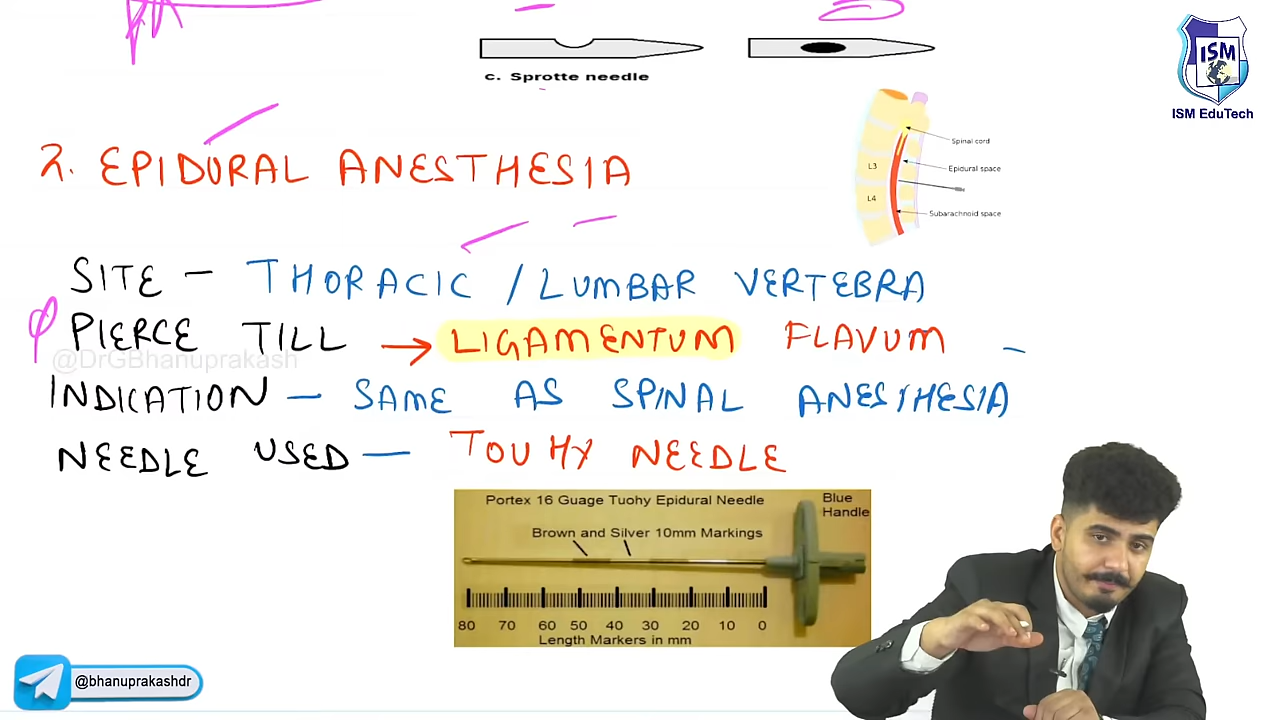 ISM
ISM EduTech
c. Sprotte needle
2. EPIDURAL ANESTHESIA
Spinal cord
L3
Epidural space
L4
Subarachnoid space
SITE - THORACIC / LUMBAR VERTEBRA
PIERCE TILL → LIGAMENTUM FLAVUM
@DrGBhanuprakash
INDICATION - SAME AS SPINAL ANESTHESIA
NEEDLE USED - TOUHY NEEDLE
Portex 16 Guage Tuohy Epidural Needle
Blue
Handle
Brown and Silver 10mm Markings
80 70 60 50 40 30 20 10 0
Length Markers in mm
@bhanuprakashdr